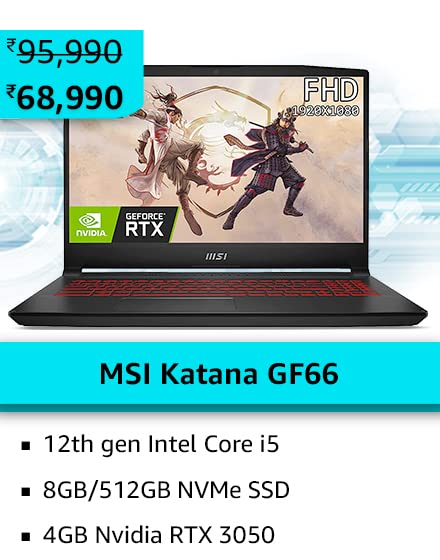 ₹95,990
₹68,990
FHD
1920X1080
NVIDIA
GEFORCE
RTX
msi
MSI Katana GF66
▪ 12th gen Intel Core i5
▪ 8GB/512GB NVMe SSD
▪ 4GB Nvidia RTX 3050